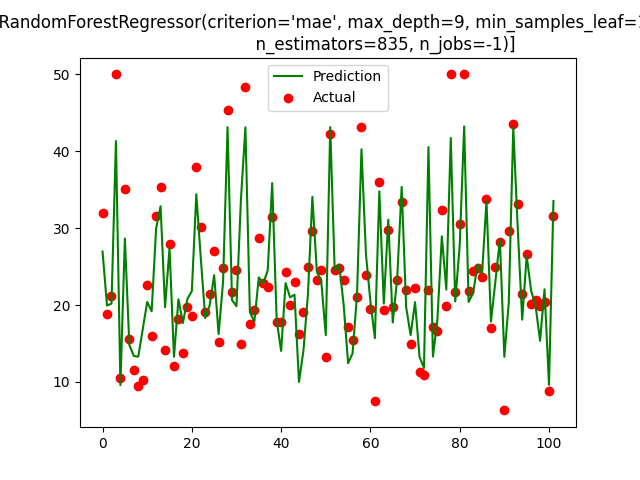 RandomForestRegressor(criterion='mae', max_depth=9, min_samples_leaf=
n_estimators=835, n_jobs=-1)]
Prediction
Actual
50
40
30
20
10
0
20
40
60
80
100